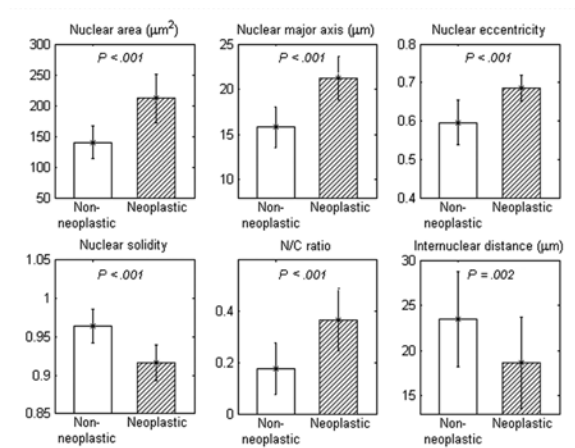 Nuclear area (μm²)
300
250
200
150
100
50
P <.001
Non-
neoplastic
Neoplastic
Nuclear major axis (μm)
25
20
15
10
P <.001
Non-
neoplastic
Neoplastic
Nuclear eccentricity
0.8
0.7
0.6
0.5
0.4
P <.001
Non-
neoplastic
Neoplastic
Nuclear solidity
1.05
1
0.95
0.9
0.85
P <.001
Non-
neoplastic
Neoplastic
N/C ratio
0.4
0.2
0
P <.001
Non-
neoplastic
Neoplastic
Internuclear distance (μm)
30
25
20
15
P =.002
Non-
neoplastic
Neoplastic